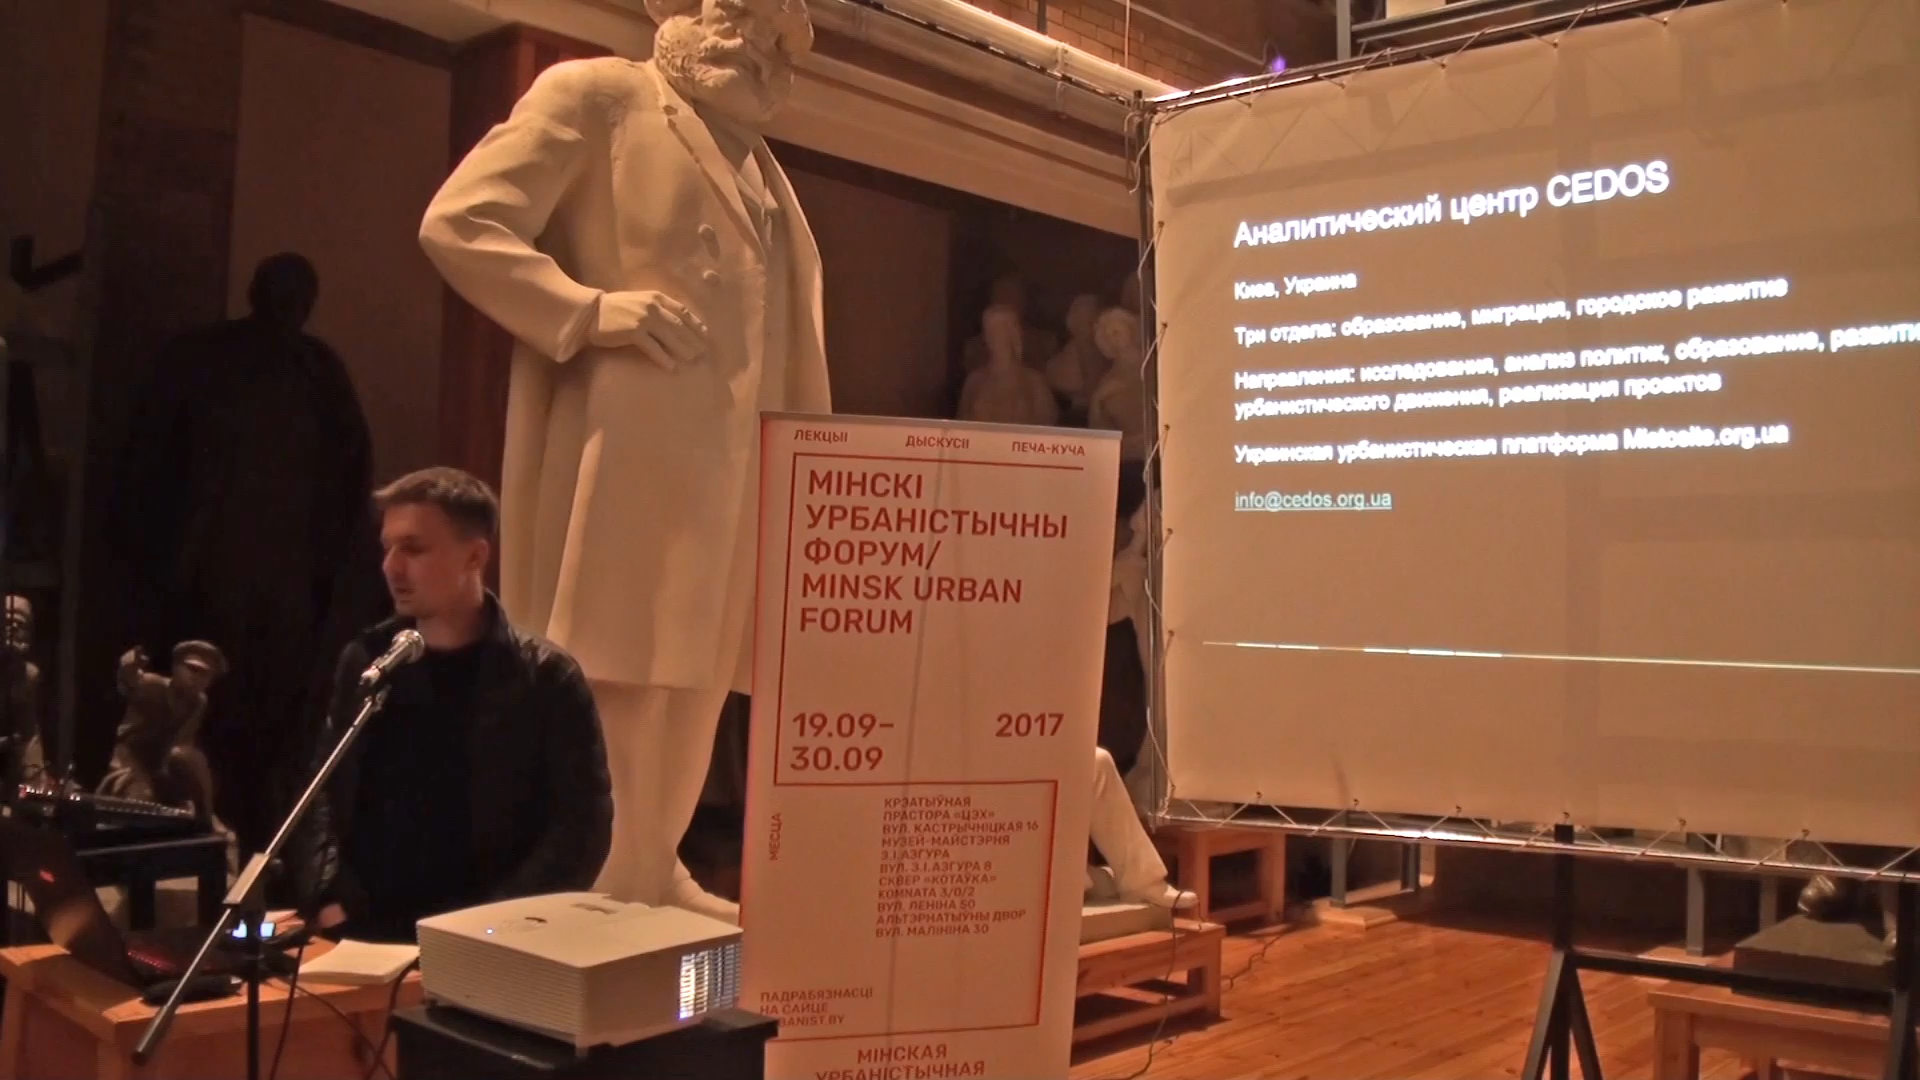 ЛЕКЦЫІ ДЫСКУСІІ ПЕЧА-КУЧА
МІНСКІ
УРБАНІСТЫЧНЫ
ФОРУМ/
MINSK URBAN
FORUM
19.09–
30.09
2017
МЕСЦА
КРЭАТЫЎНАЯ
ПРАСТОРА «ЦЭХ»
ВУЛ. КАСТРЫЧНІЦКАЯ 16
МУЗЕЙ-МАЙСТЭРНЯ
З.І.АЗГУРА
ВУЛ. З.І.АЗГУРА 8
СКВЕР «КОТАЎКА»
КОМNАТА 3/0/2
ВУЛ. ЛЕНІНА 50
АЛЬТЭРНАТЫЎНЫ ДВОР
ВУЛ. МАЛІНІНА 30
ПАДРАБЯЗНАСЦІ
НА САЙЦЕ
BANIST.BY
МІНСКАЯ
УРБАНІСТЫЧНАЯ
Аналитический центр CEDOS
Киев, Украина
Три отдела: образование, миграция, городское развитие
Направления: исследования, анализ политик, образование, развити
урбанистического движения, реализация проектов
Украинская урбанистическая платформа Mistosite.org.ua
info@cedos.org.ua